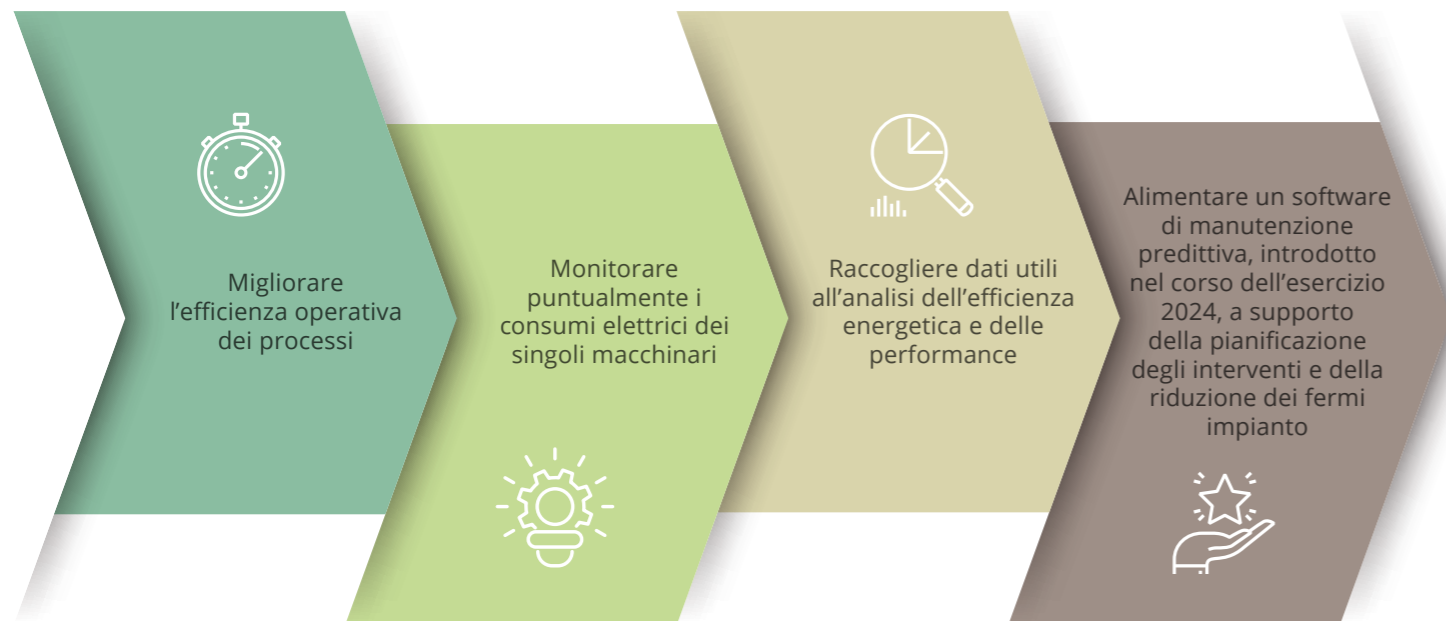 Migliorare
l’efficienza operativa
dei processi
Monitorare
puntualmente i
consumi elettrici dei
singoli macchinari
Raccogliere dati utili
all’analisi dell’efficienza
energetica e delle
performance
Alimentare un software
di manutenzione
predittiva, introdotto
nel corso dell’esercizio
2024, a supporto
della pianificazione
degli interventi e della
riduzione dei fermi
impianto